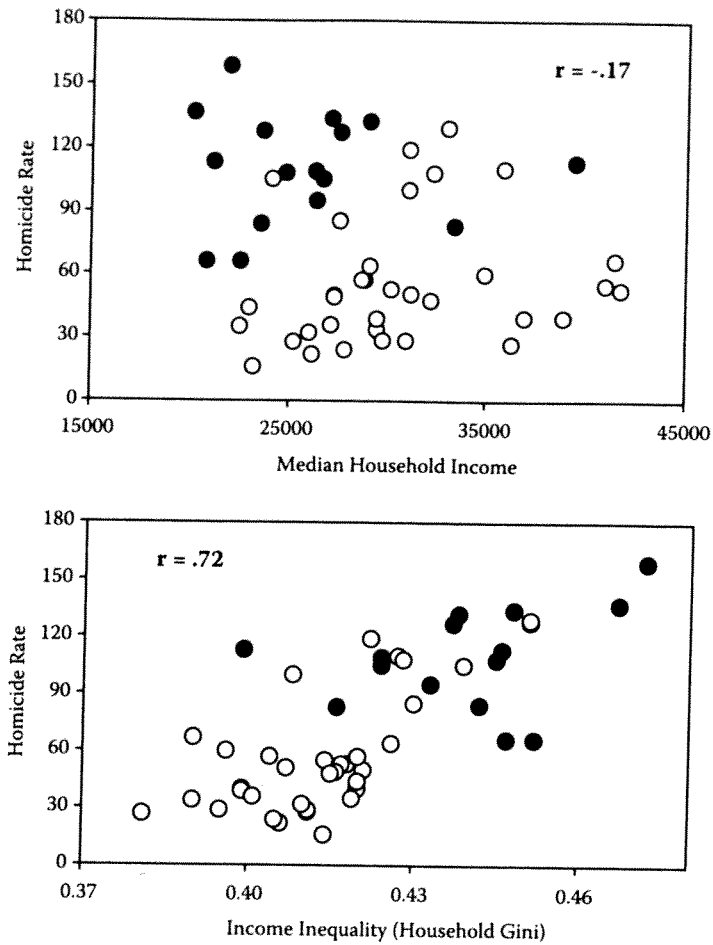 180
150
120
90
60
30
0
Homicide Rate
r = -.17
15000 25000 35000 45000
Median Household Income
180
150
120
90
60
30
0
Homicide Rate
r = .72
0.37 0.40 0.43 0.46
Income Inequality (Household Gini)